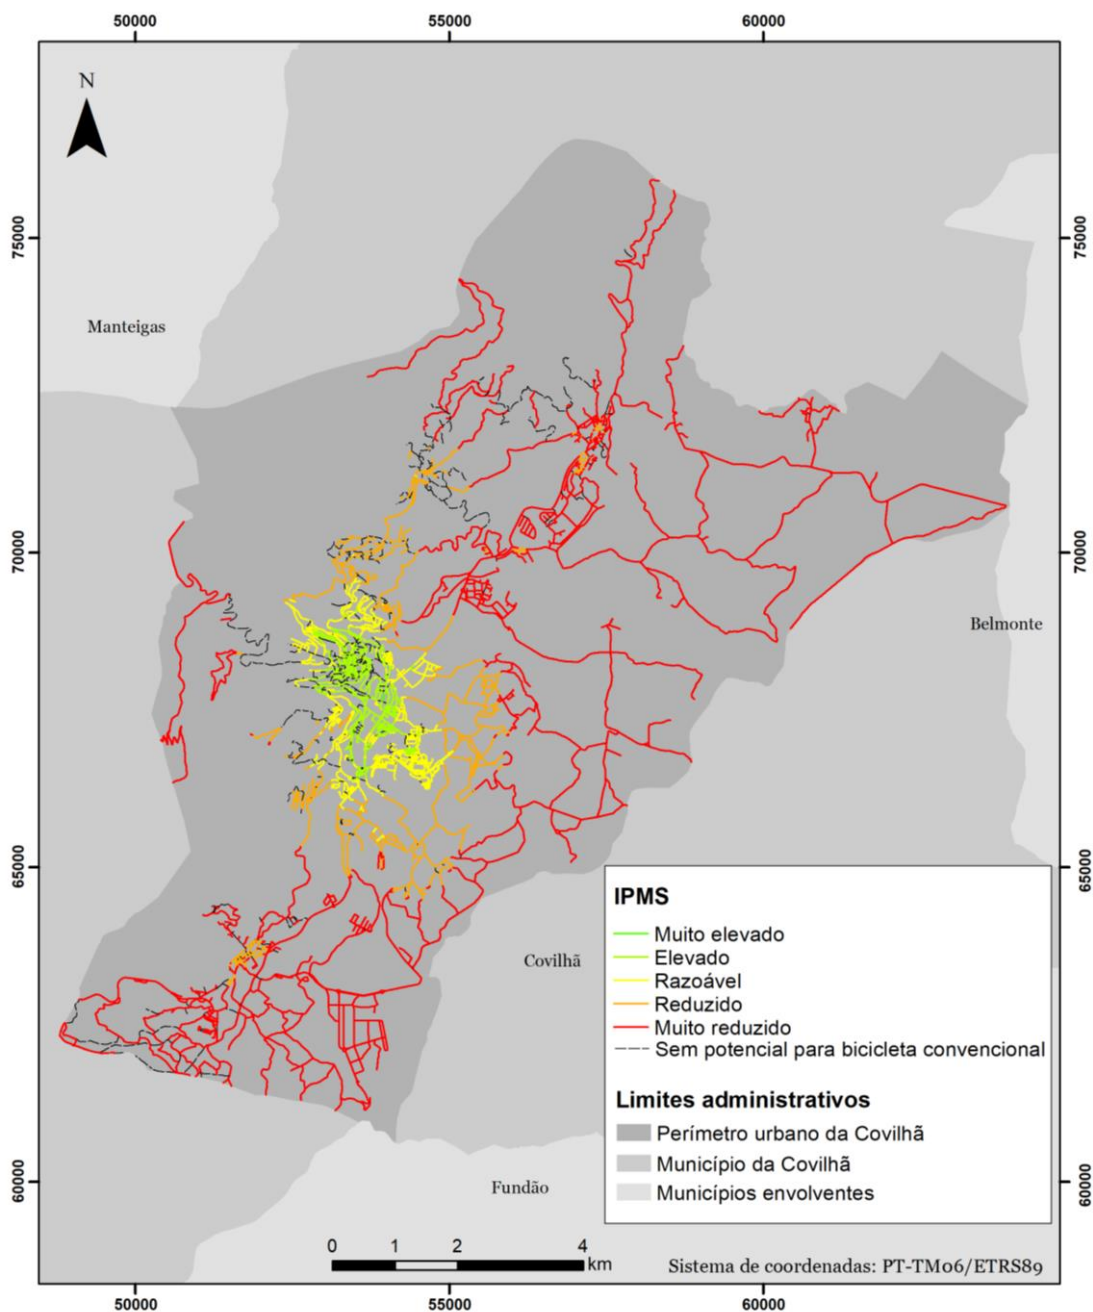 50000 55000 60000
N
75000 75000
Manteigas
70000 70000
Belmonte
65000 65000
IPMS
Muito elevado
Elevado
Covilhã
Razoável
Reduzido
Muito reduzido
Sem potencial para bicicleta convencional
Limites administrativos
Perímetro urbano da Covilhã
Município da Covilhã
60000 60000
Fundão
Municípios envolventes
0 1 2 4
km
Sistema de coordenadas: PT-TM06/ETRS89
50000 55000 60000